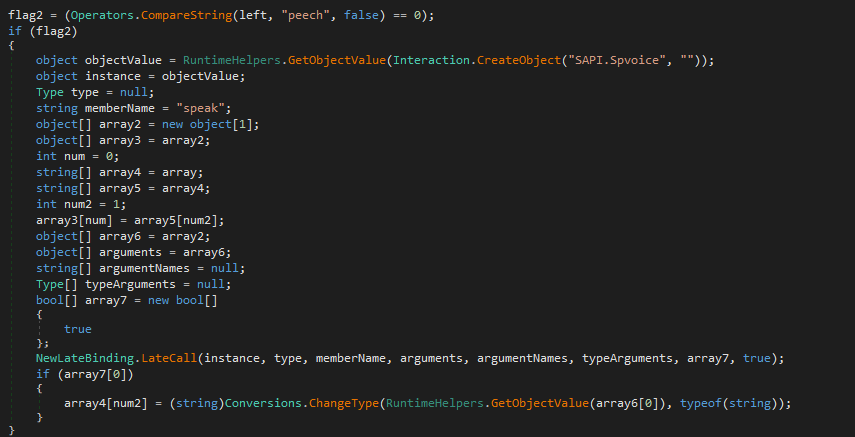 flag2 = (Operators.CompareString(left, "peech", false) == 0);
if (flag2)
{
object objectValue = RuntimeHelpers.GetObjectValue(Interaction.CreateObject("SAPI.Spvoice", ""));
object instance = objectValue;
Type type = null;
string memberName = "speak";
object[] array2 = new object[1];
object[] array3 = array2;
int num = 0;
string[] array4 = array;
string[] array5 = array4;
int num2 = 1;
array3[num] = array5[num2];
object[] array6 = array2;
object[] arguments = array6;
string[] argumentNames = null;
Type[] typeArguments = null;
bool[] array7 = new bool[]
{
true
};
NewLateBinding.LateCall(instance, type, memberName, arguments, argumentNames, typeArguments, array7, true);
if (array7[0])
{
array4[num2] = (string)Conversions.ChangeType(RuntimeHelpers.GetObjectValue(array6[0]), typeof(string));
}
}